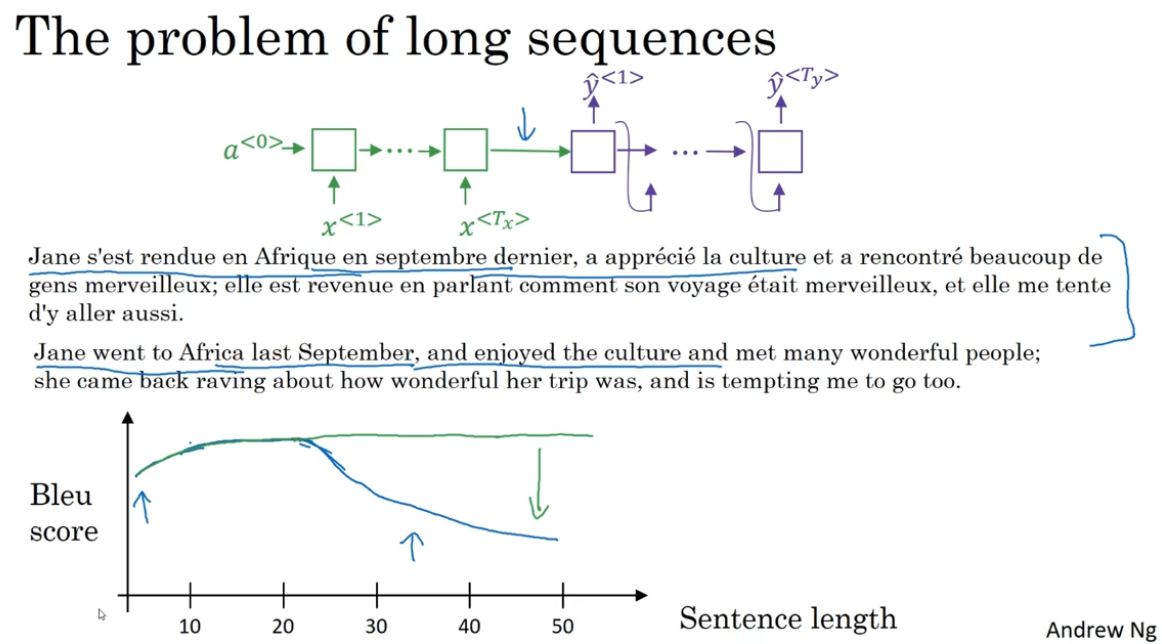 The problem of long sequences
ŷ<1> ŷ<Ty>
a<0>
x<1> x<Tx>
Jane s'est rendue en Afrique en septembre dernier, a apprécié la culture et a rencontré beaucoup de
gens merveilleux; elle est revenue en parlant comment son voyage était merveilleux, et elle me tente
d'y aller aussi.
Jane went to Africa last September, and enjoyed the culture and met many wonderful people;
she came back raving about how wonderful her trip was, and is tempting me to go too.
Bleu
score
10 20 30 40 50
Sentence length
Andrew Ng